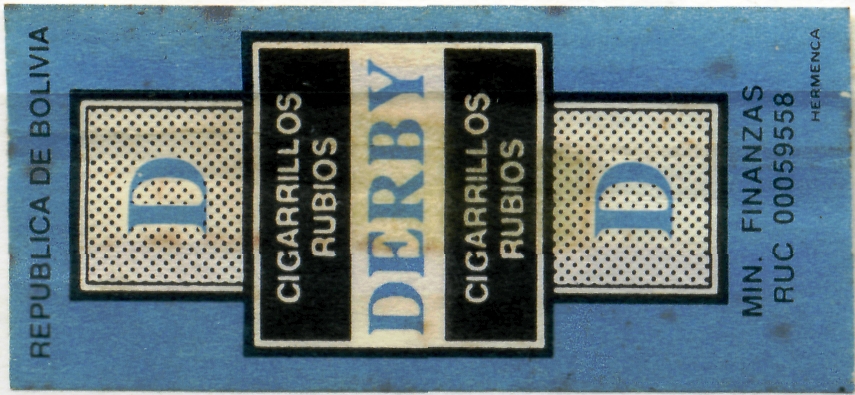 REPUBLICA DE BOLIVIA
D
CIGARRILLOS
RUBIOS
DERBY
CIGARRILLOS
RUBIOS
D
MIN. FINANZAS
RUC 00059558
HERMENCA